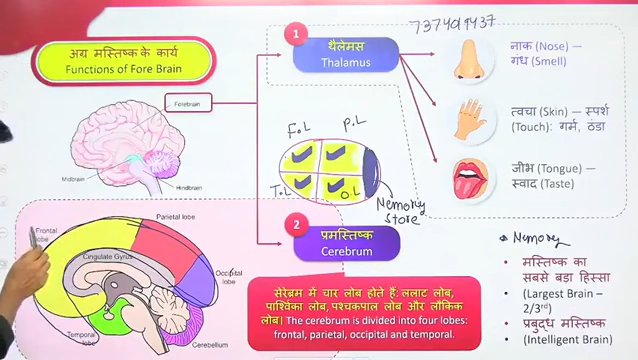 737409437
अग्र मस्तिष्क के कार्य
Functions of Fore Brain
1
थैलेमस
Thalamus
नाक (Nose) –
गंध (Smell)
Forebrain
त्वचा (Skin) – स्पर्श
(Touch): गर्म, ठंडा
F.L
P.L
Midbrain
Hindbrain
T.L
O.L
जीभ (Tongue) –
स्वाद (Taste)
Memory
Store
2
प्रमस्तिष्क
Cerebrum
Parietal lobe
Frontal
lobe
Cingulate Gyrus
Occibital
lobe
Temporal
lobe
Cerebellum
Memory
मस्तिष्क का
सबसे बडा हिस्सा
(Largest Brain –
2/3rd)
प्रबुद्ध मस्तिष्क
(Intelligent Brain)
सेरेब्रम में चार लोब होते हैं: ललाट लोब,
पार्श्विका लोब, पश्चकपाल लोब और लौकिक
लोब। The cerebrum is divided into four lobes:
frontal, parietal, occipital and temporal.